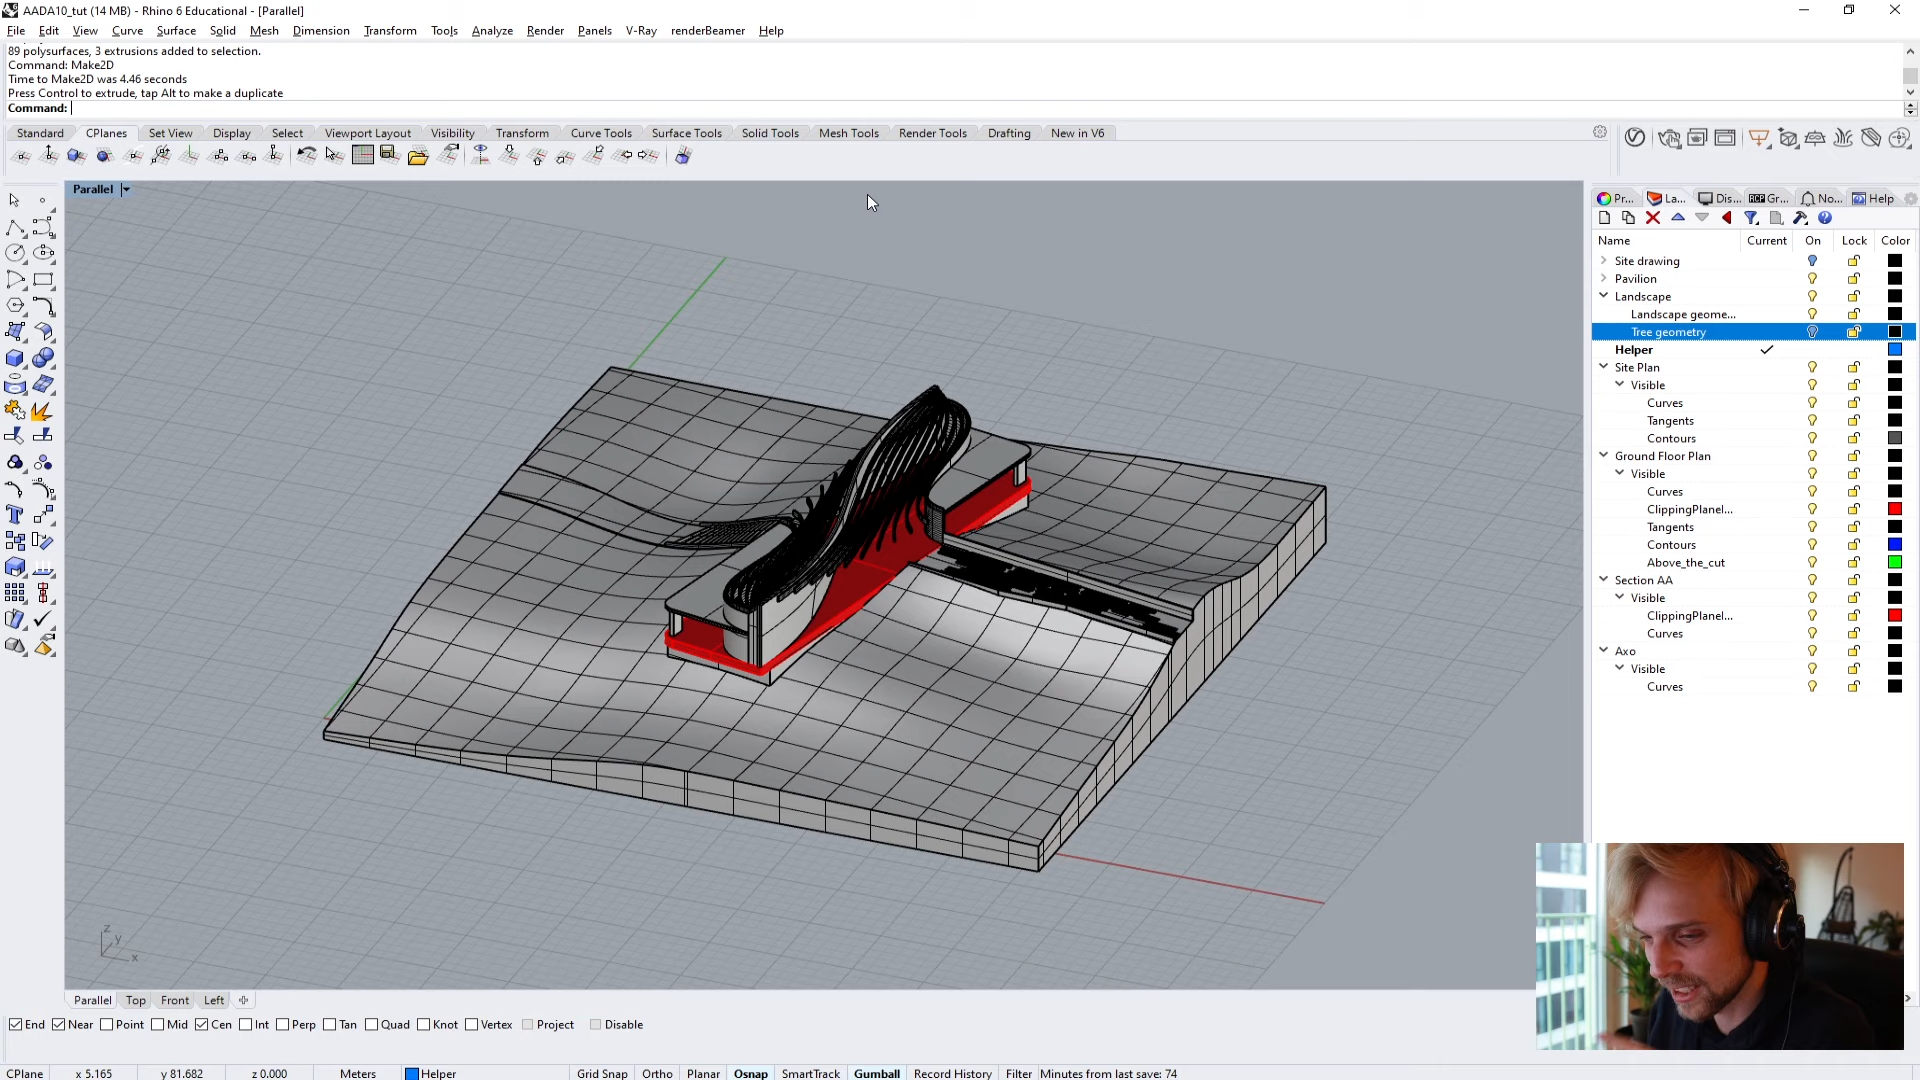 AADA10_tut (14 MB) - Rhino 6 Educational - [Parallel]
File Edit View Curve Surface Solid Mesh Dimension Transform Tools Analyze Render Panels V-Ray renderBeamer Help
89 polysurfaces, 3 extrusions added to selection.
Command: Make2D
Time to Make2D was 4.46 seconds
Press Control to extrude, tap Alt to make a duplicate
Command:
Standard CPlanes Set View Display Select Viewport Layout Visibility Transform Curve Tools Surface Tools Solid Tools Mesh Tools Render Tools Drafting New in V6
Parallel
Pr... La... Dis... RCP Gr... No... Help
Name Current On Lock Color
Site drawing
Pavilion
Landscape
Landscape geome...
Tree geometry
Helper
Site Plan
Visible
Curves
Tangents
Contours
Ground Floor Plan
Visible
Curves
ClippingPlanel...
Tangents
Contours
Above_the_cut
Section AA
Visible
ClippingPlanel...
Curves
Axo
Visible
Curves
z
y
x
Parallel Top Front Left
End Near Point Mid Cen Int Perp Tan Quad Knot Vertex Project Disable
CPlane x 5.165 y 81.682 z 0.000 Meters Helper Grid Snap Ortho Planar Osnap SmartTrack Gumball Record History Filter Minutes from last save: 74